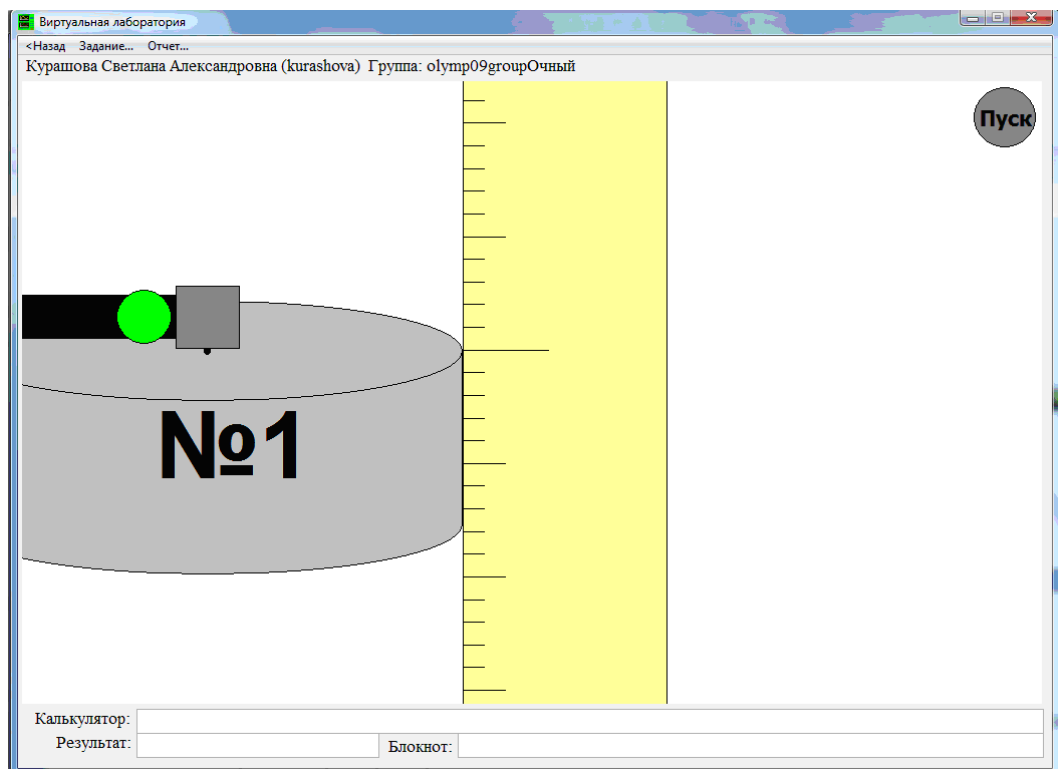 Виртуальная лаборатория
<Назад Задание... Отчет...
Курашова Светлана Александровна (kurashova) Группа: olymp09groupОчный
Пуск
№1
Калькулятор:
Результат: Блокнот: